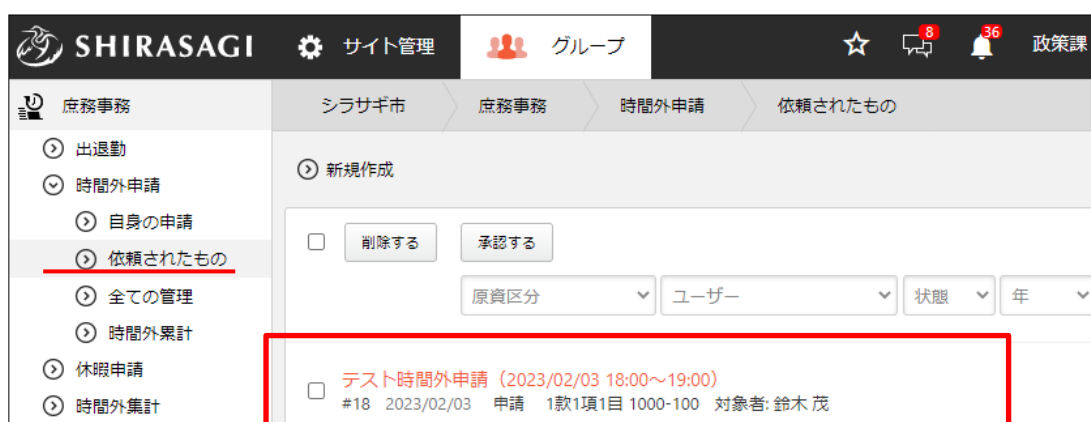 SHIRASAGI サイト管理 グループ 8 36 政策課
庶務事務 シラサギ市 庶務事務 時間外申請 依頼されたもの
出退勤
時間外申請
自身の申請
依頼されたもの
全ての管理
時間外累計
休暇申請
時間外集計
新規作成
削除する 承認する
原資区分 ユーザー 状態 年
テスト時間外申請（2023/02/03 18:00～19:00）
#18 2023/02/03 申請 1款1項1目 1000-100 対象者: 鈴木 茂